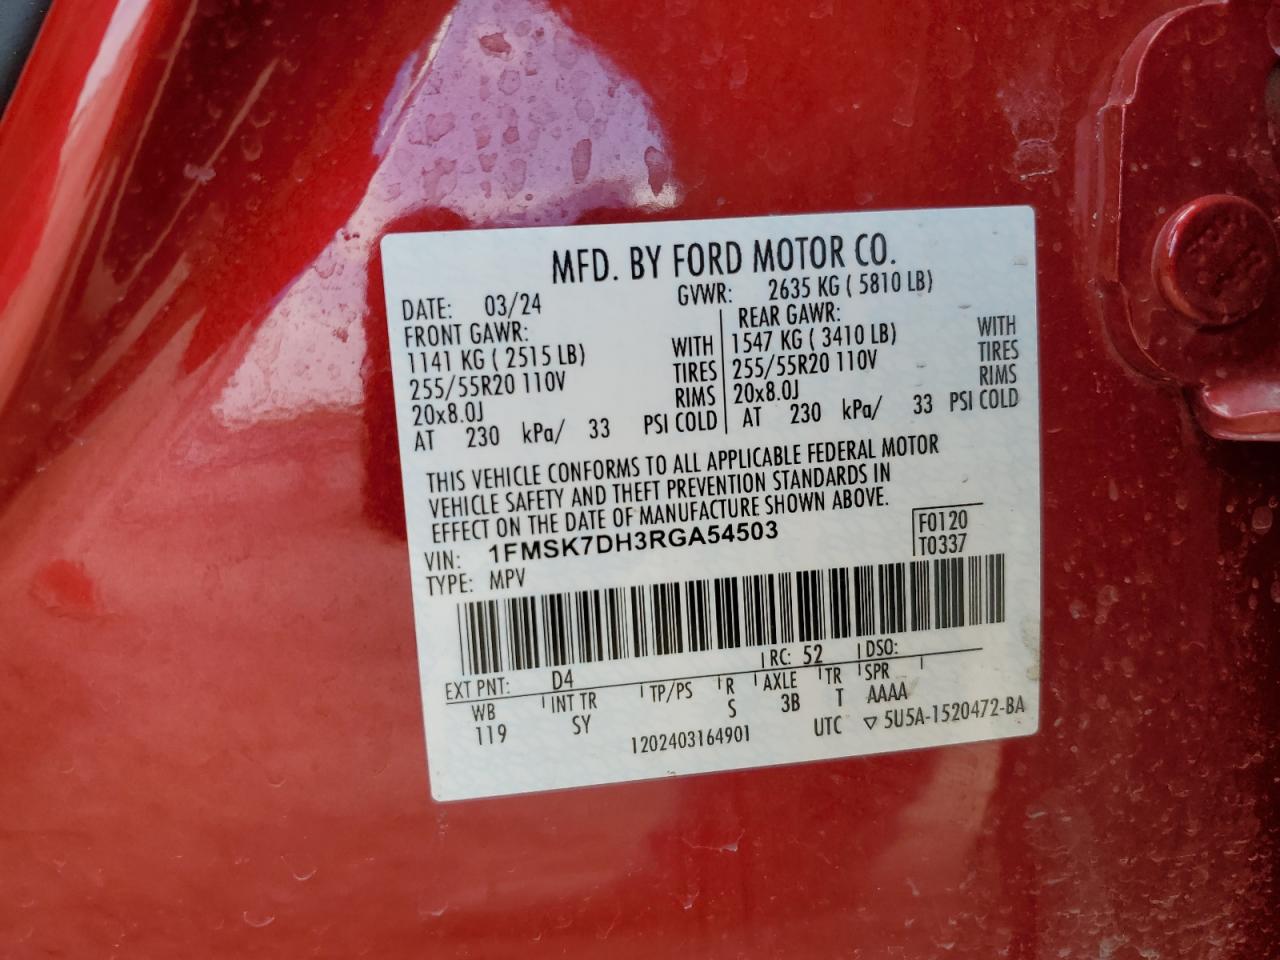 MFD. BY FORD MOTOR CO.
DATE: 03/24 GVWR: 2635 KG ( 5810 LB)
FRONT GAWR: REAR GAWR:
1141 KG ( 2515 LB) WITH 1547 KG ( 3410 LB) WITH
255/55R20 110V TIRES 255/55R20 110V TIRES
20x8.0J RIMS 20x8.0J RIMS
AT 230 kPa/ 33 PSI COLD AT 230 kPa/ 33 PSI COLD
THIS VEHICLE CONFORMS TO ALL APPLICABLE FEDERAL MOTOR
VEHICLE SAFETY AND THEFT PREVENTION STANDARDS IN
EFFECT ON THE DATE OF MANUFACTURE SHOWN ABOVE.
VIN: 1FMSK7DH3RGA54503 F0120
TYPE: MPV T0337
EXT PNT: D4 RC: 52 DSO:
WB INT TR TP/PS R AXLE TR SPR
119 SY S 3B T AAAA
1202403164901 UTC ▽ 5U5A-1520472-BA